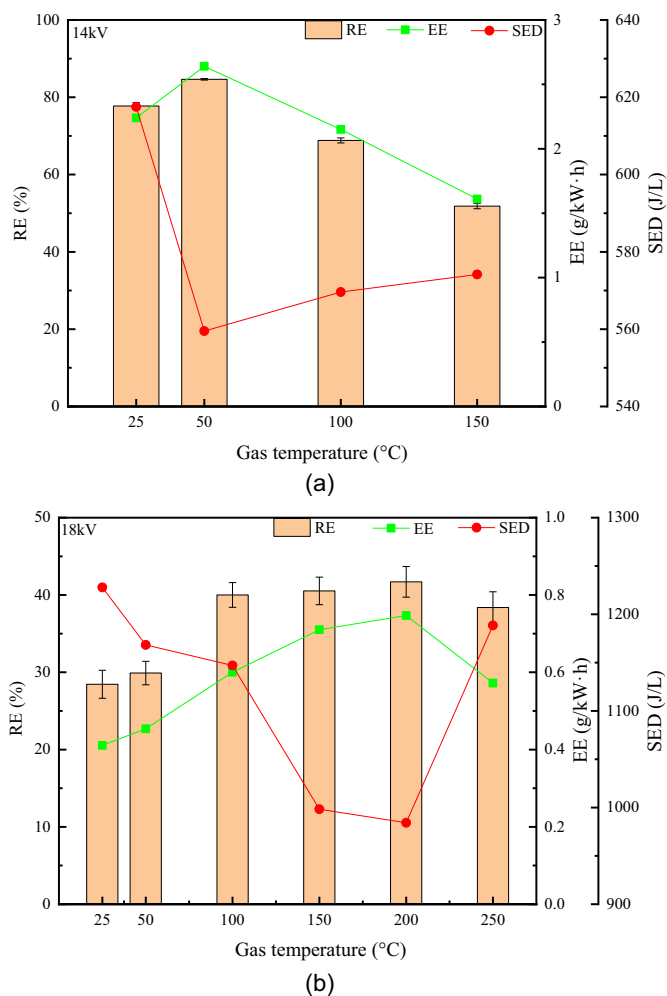 14kV
RE EE SED
100
80
60
40
20
0
RE (%)
3
2
1
0
EE (g/kW·h)
640
620
600
580
560
540
SED (J/L)
25 50 100 150
Gas temperature (°C)
(a)
18kV
RE EE SED
50
40
30
20
10
0
RE (%)
1.0
0.8
0.6
0.4
0.2
0.0
EE (g/kW·h)
1300
1200
1100
1000
900
SED (J/L)
25 50 100 150 200 250
Gas temperature (°C)
(b)